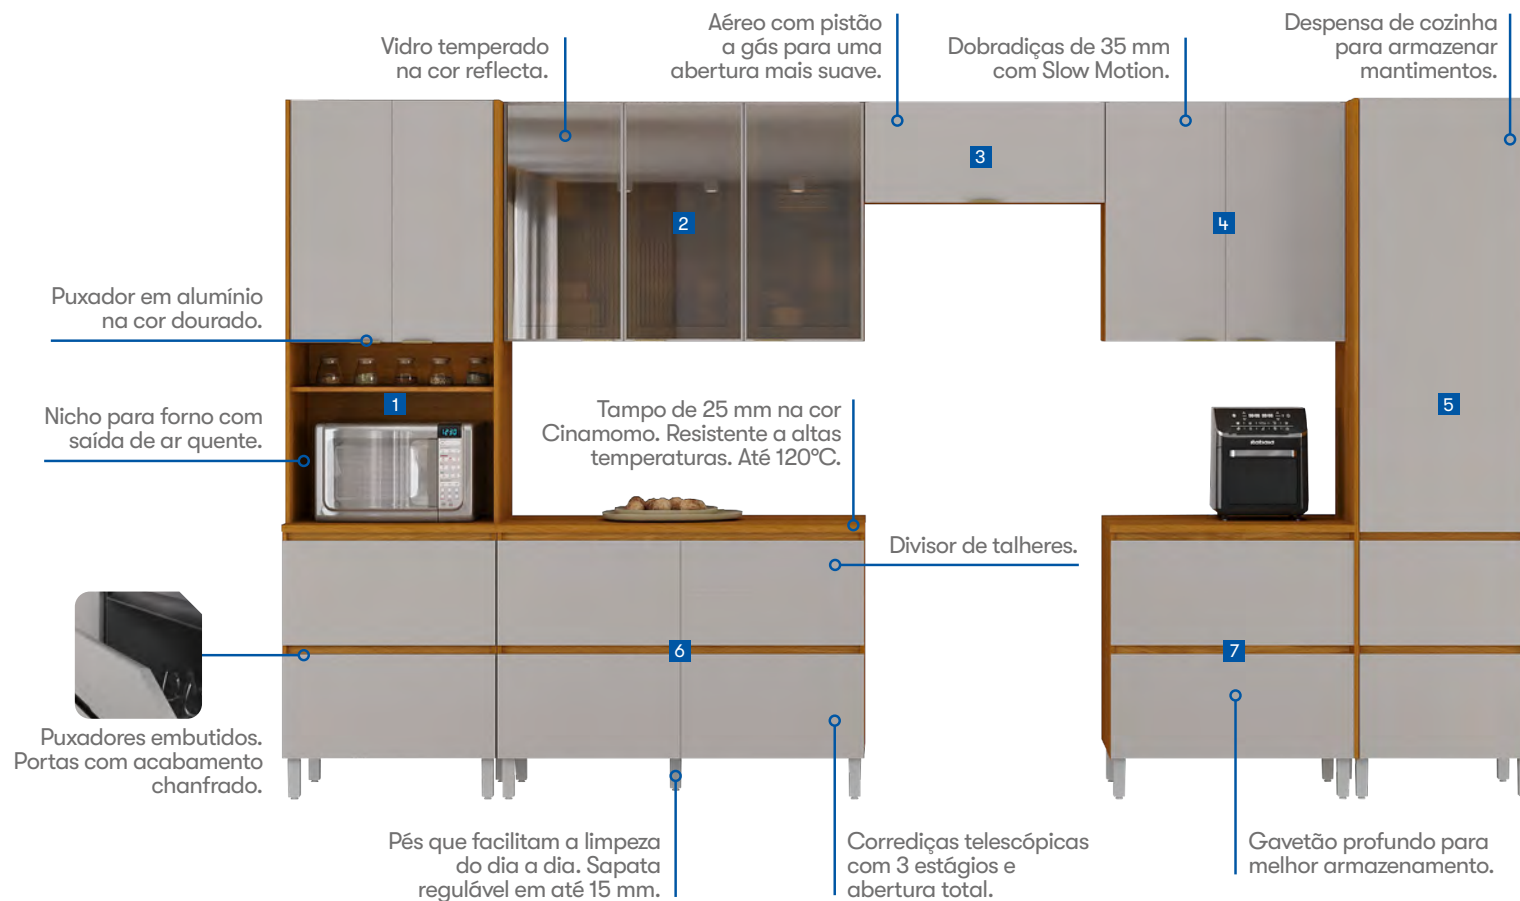 Vidro temperado
na cor reflecta.
Aéreo com pistão
a gás para uma
abertura mais suave.
Dobradiças de 35 mm
com Slow Motion.
Despensa de cozinha
para armazenar
mantimentos.
3
2
4
Puxador em alumínio
na cor dourado.
1
5
Nicho para forno com
saída de ar quente.
Tampo de 25 mm na cor
Cinamomo. Resistente a altas
temperaturas. Até 120°C.
Divisor de talheres.
6
7
Puxadores embutidos.
Portas com acabamento
chanfrado.
Pés que facilitam a limpeza
do dia a dia. Sapata
regulável em até 15 mm.
Corrediças telescópicas
com 3 estágios e
abertura total.
Gavetão profundo para
melhor armazenamento.